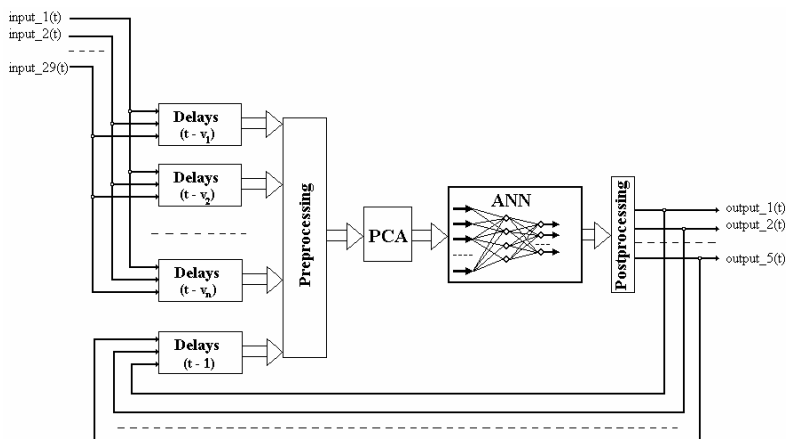 input_1(t)
input_2(t)
input_29(t)
Delays
(t - v1)
Delays
(t - v2)
Delays
(t - vn)
Delays
(t - 1)
Preprocessing
PCA
ANN
Postprocessing
output_1(t)
output_2(t)
output_5(t)